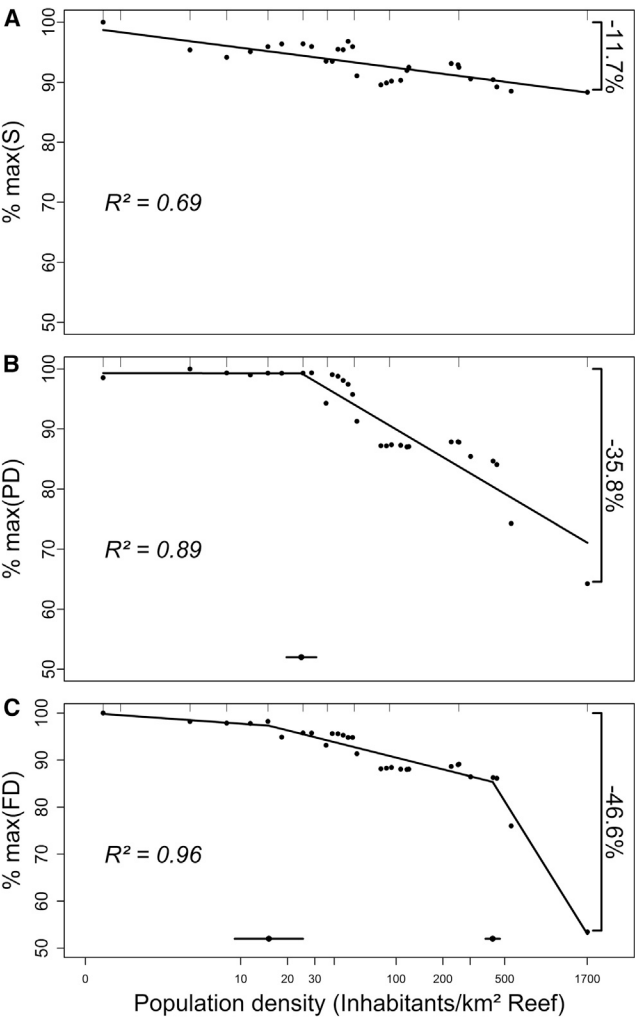 A
100
90
80
70
60
50
% max(S)
R² = 0.69
-11.7%
B
100
90
80
70
60
50
% max(PD)
R² = 0.89
-35.8%
C
100
90
80
70
60
50
% max(FD)
R² = 0.96
-46.6%
0 10 20 30 100 200 500 1700
Population density (Inhabitants/km² Reef)